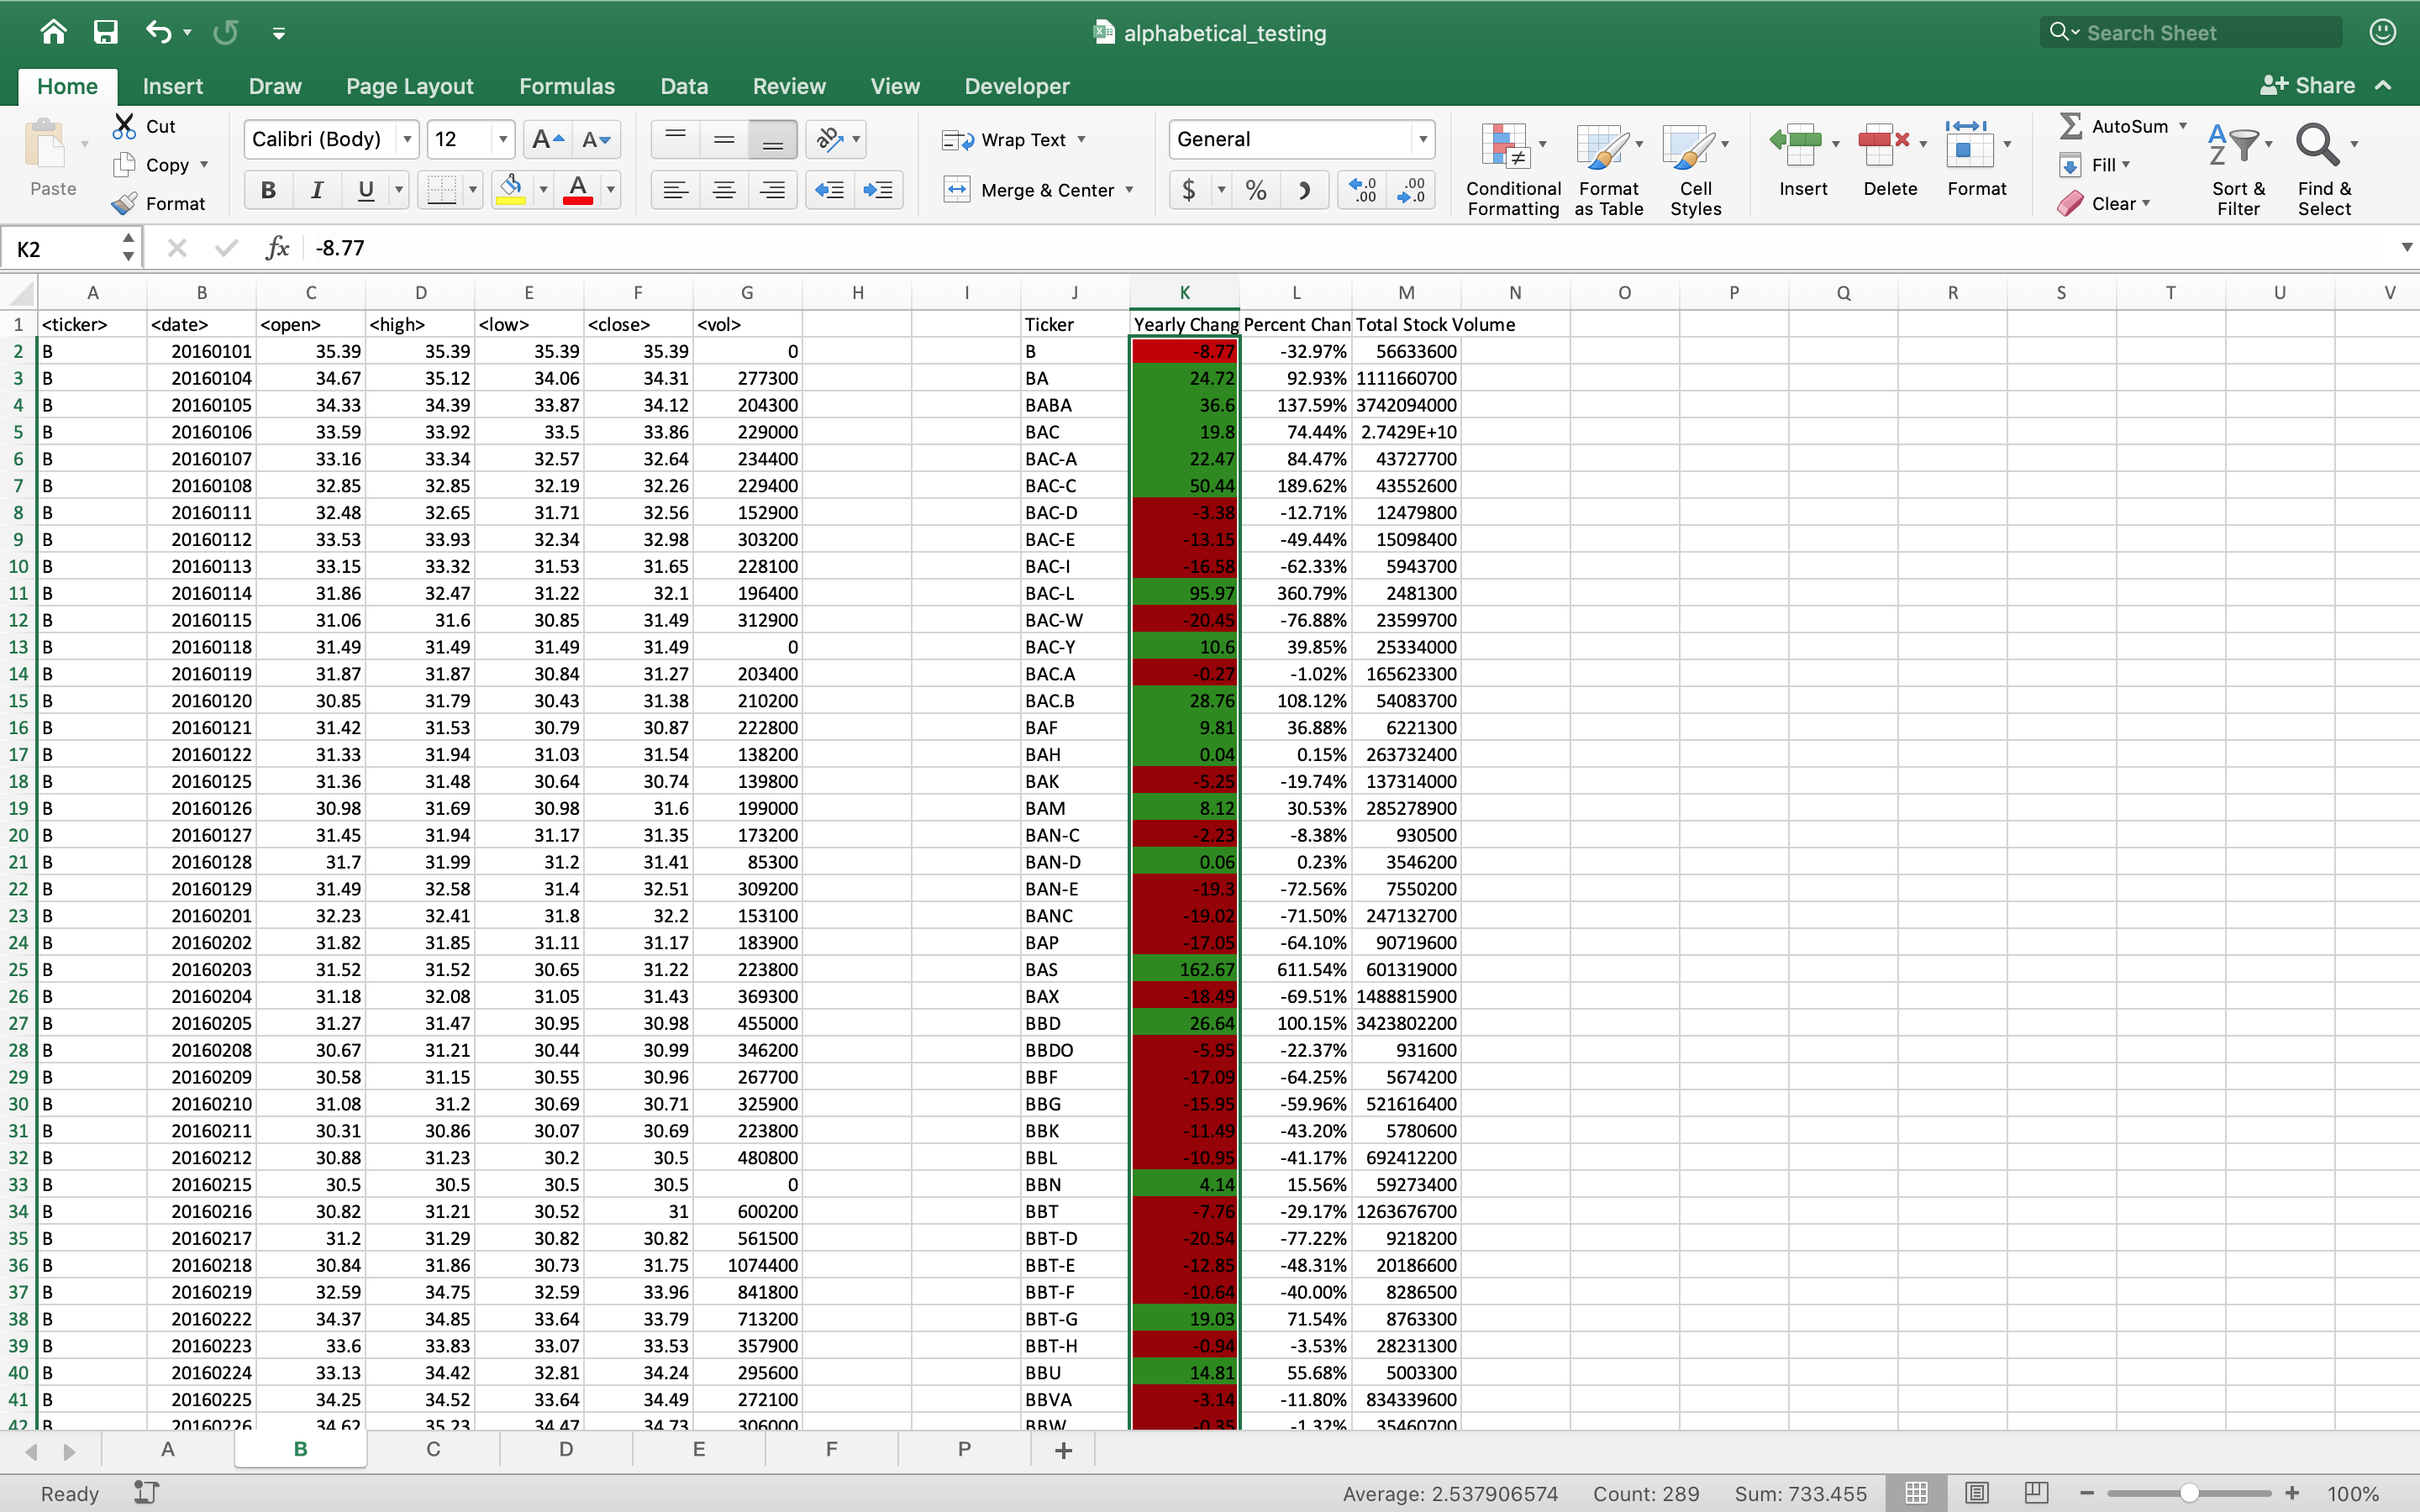 alphabetical_testing
Search Sheet
Home Insert Draw Page Layout Formulas Data Review View Developer Share
Paste Cut Copy Format
Calibri (Body) 12
Wrap Text Merge & Center
General
Conditional Formatting Format as Table Cell Styles Insert Delete Format
AutoSum Fill Clear Sort & Filter Find & Select
K2 fx -8.77
A B C D E F G H I J K L M N O P Q R S T U V
1 <ticker> <date> <open> <high> <low> <close> <vol> Ticker Yearly Chang Percent Chan Total Stock Volume
2 B 20160101 35.39 35.39 35.39 35.39 0 B -8.77 -32.97% 56633600
3 B 20160104 34.67 35.12 34.06 34.31 277300 BA 24.72 92.93% 1111660700
4 B 20160105 34.33 34.39 33.87 34.12 204300 BABA 36.6 137.59% 3742094000
5 B 20160106 33.59 33.92 33.5 33.86 229000 BAC 19.8 74.44% 2.7429E+10
6 B 20160107 33.16 33.34 32.57 32.64 234400 BAC-A 22.47 84.47% 43727700
7 B 20160108 32.85 32.85 32.19 32.26 229400 BAC-C 50.44 189.62% 43552600
8 B 20160111 32.48 32.65 31.71 32.56 152900 BAC-D -3.38 -12.71% 12479800
9 B 20160112 33.53 33.93 32.34 32.98 303200 BAC-E -13.15 -49.44% 15098400
10 B 20160113 33.15 33.32 31.53 31.65 228100 BAC-I -16.58 -62.33% 5943700
11 B 20160114 31.86 32.47 31.22 32.1 196400 BAC-L 95.97 360.79% 2481300
12 B 20160115 31.06 31.6 30.85 31.49 312900 BAC-W -20.45 -76.88% 23599700
13 B 20160118 31.49 31.49 31.49 31.49 0 BAC-Y 10.6 39.85% 25334000
14 B 20160119 31.87 31.87 30.84 31.27 203400 BAC.A -0.27 -1.02% 165623300
15 B 20160120 30.85 31.79 30.43 31.38 210200 BAC.B 28.76 108.12% 54083700
16 B 20160121 31.42 31.53 30.79 30.87 222800 BAF 9.81 36.88% 6221300
17 B 20160122 31.33 31.94 31.03 31.54 138200 BAH 0.04 0.15% 263732400
18 B 20160125 31.36 31.48 30.64 30.74 139800 BAK -5.25 -19.74% 137314000
19 B 20160126 30.98 31.69 30.98 31.6 199000 BAM 8.12 30.53% 285278900
20 B 20160127 31.45 31.94 31.17 31.35 173200 BAN-C -2.23 -8.38% 930500
21 B 20160128 31.7 31.99 31.2 31.41 85300 BAN-D 0.06 0.23% 3546200
22 B 20160129 31.49 32.58 31.4 32.51 309200 BAN-E -19.3 -72.56% 7550200
23 B 20160201 32.23 32.41 31.8 32.2 153100 BANC -19.02 -71.50% 247132700
24 B 20160202 31.82 31.85 31.11 31.17 183900 BAP -17.05 -64.10% 90719600
25 B 20160203 31.52 31.52 30.65 31.22 223800 BAS 162.67 611.54% 601319000
26 B 20160204 31.18 32.08 31.05 31.43 369300 BAX -18.49 -69.51% 1488815900
27 B 20160205 31.27 31.47 30.95 30.98 455000 BBD 26.64 100.15% 3423802200
28 B 20160208 30.67 31.21 30.44 30.99 346200 BBDO -5.95 -22.37% 931600
29 B 20160209 30.58 31.15 30.55 30.96 267700 BBF -17.09 -64.25% 5674200
30 B 20160210 31.08 31.2 30.69 30.71 325900 BBG -15.95 -59.96% 521616400
31 B 20160211 30.31 30.86 30.07 30.69 223800 BBK -11.49 -43.20% 5780600
32 B 20160212 30.88 31.23 30.2 30.5 480800 BBL -10.95 -41.17% 692412200
33 B 20160215 30.5 30.5 30.5 30.5 0 BBN 4.14 15.56% 59273400
34 B 20160216 30.82 31.21 30.52 31 600200 BBT -7.76 -29.17% 1263676700
35 B 20160217 31.2 31.29 30.82 30.82 561500 BBT-D -20.54 -77.22% 9218200
36 B 20160218 30.84 31.86 30.73 31.75 1074400 BBT-E -12.85 -48.31% 20186600
37 B 20160219 32.59 34.75 32.59 33.96 841800 BBT-F -10.64 -40.00% 8286500
38 B 20160222 34.37 34.85 33.64 33.79 713200 BBT-G 19.03 71.54% 8763300
39 B 20160223 33.6 33.83 33.07 33.53 357900 BBT-H -0.94 -3.53% 28231300
40 B 20160224 33.13 34.42 32.81 34.24 295600 BBU 14.81 55.68% 5003300
41 B 20160225 34.25 34.52 33.64 34.49 272100 BBVA -3.14 -11.80% 834339600
42 B 20160226 34.62 35.23 34.47 34.73 306000 BBW -0.35 -1.32% 35460700
A B C D E F P +
Ready Average: 2.537906574 Count: 289 Sum: 733.455 100%